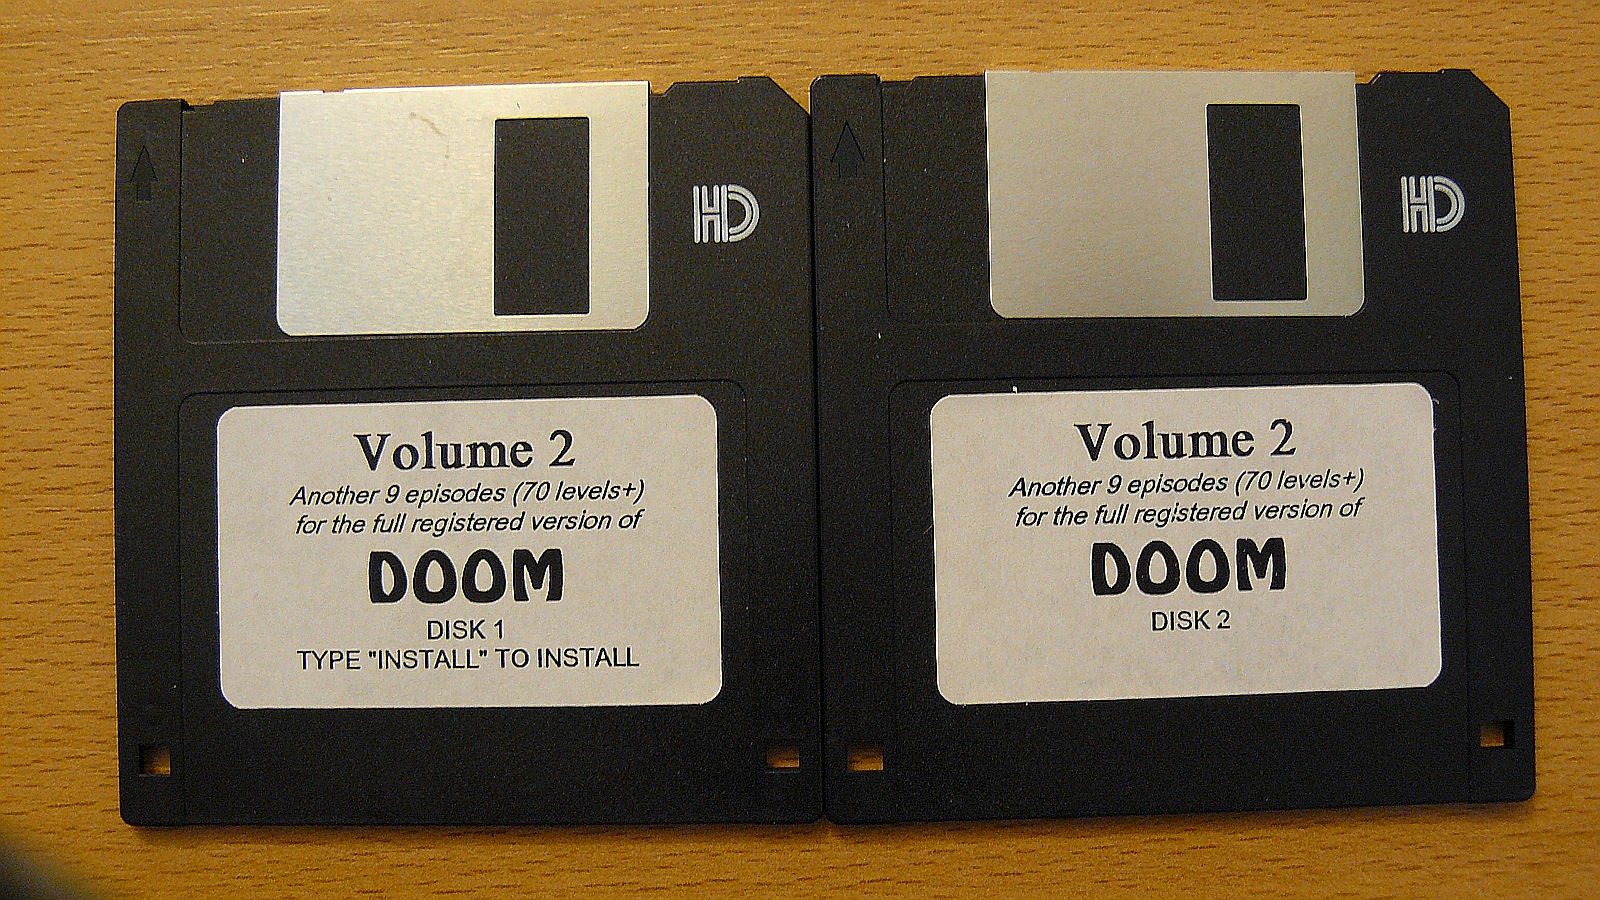 HD
Volume 2
Another 9 episodes (70 levels+)
for the full registered version of
DOOM
DISK 1
TYPE "INSTALL" TO INSTALL
HD
Volume 2
Another 9 episodes (70 levels+)
for the full registered version of
DOOM
DISK 2